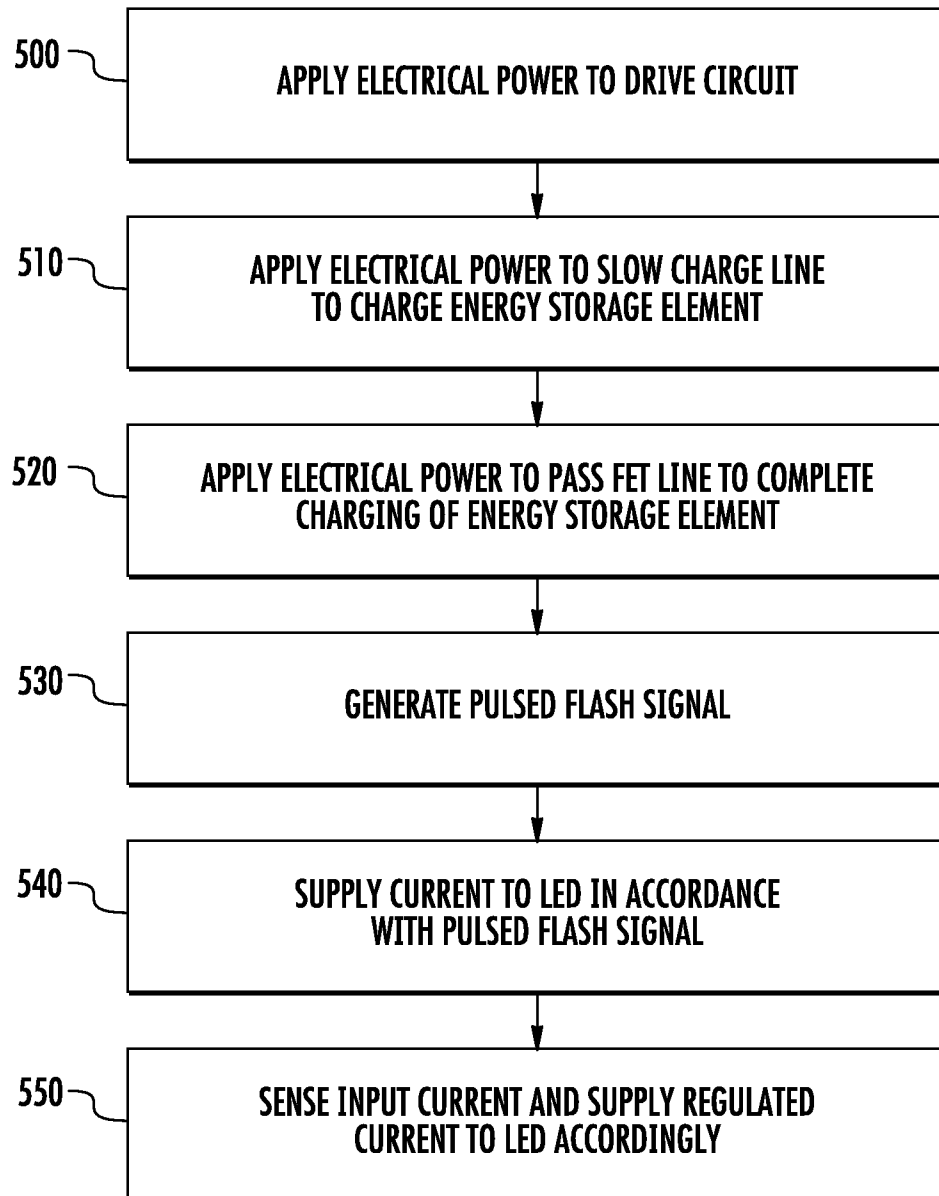 500
APPLY ELECTRICAL POWER TO DRIVE CIRCUIT
510
APPLY ELECTRICAL POWER TO SLOW CHARGE LINE
TO CHARGE ENERGY STORAGE ELEMENT
520
APPLY ELECTRICAL POWER TO PASS FET LINE TO COMPLETE
CHARGING OF ENERGY STORAGE ELEMENT
530
GENERATE PULSED FLASH SIGNAL
540
SUPPLY CURRENT TO LED IN ACCORDANCE
WITH PULSED FLASH SIGNAL
550
SENSE INPUT CURRENT AND SUPPLY REGULATED
CURRENT TO LED ACCORDINGLY